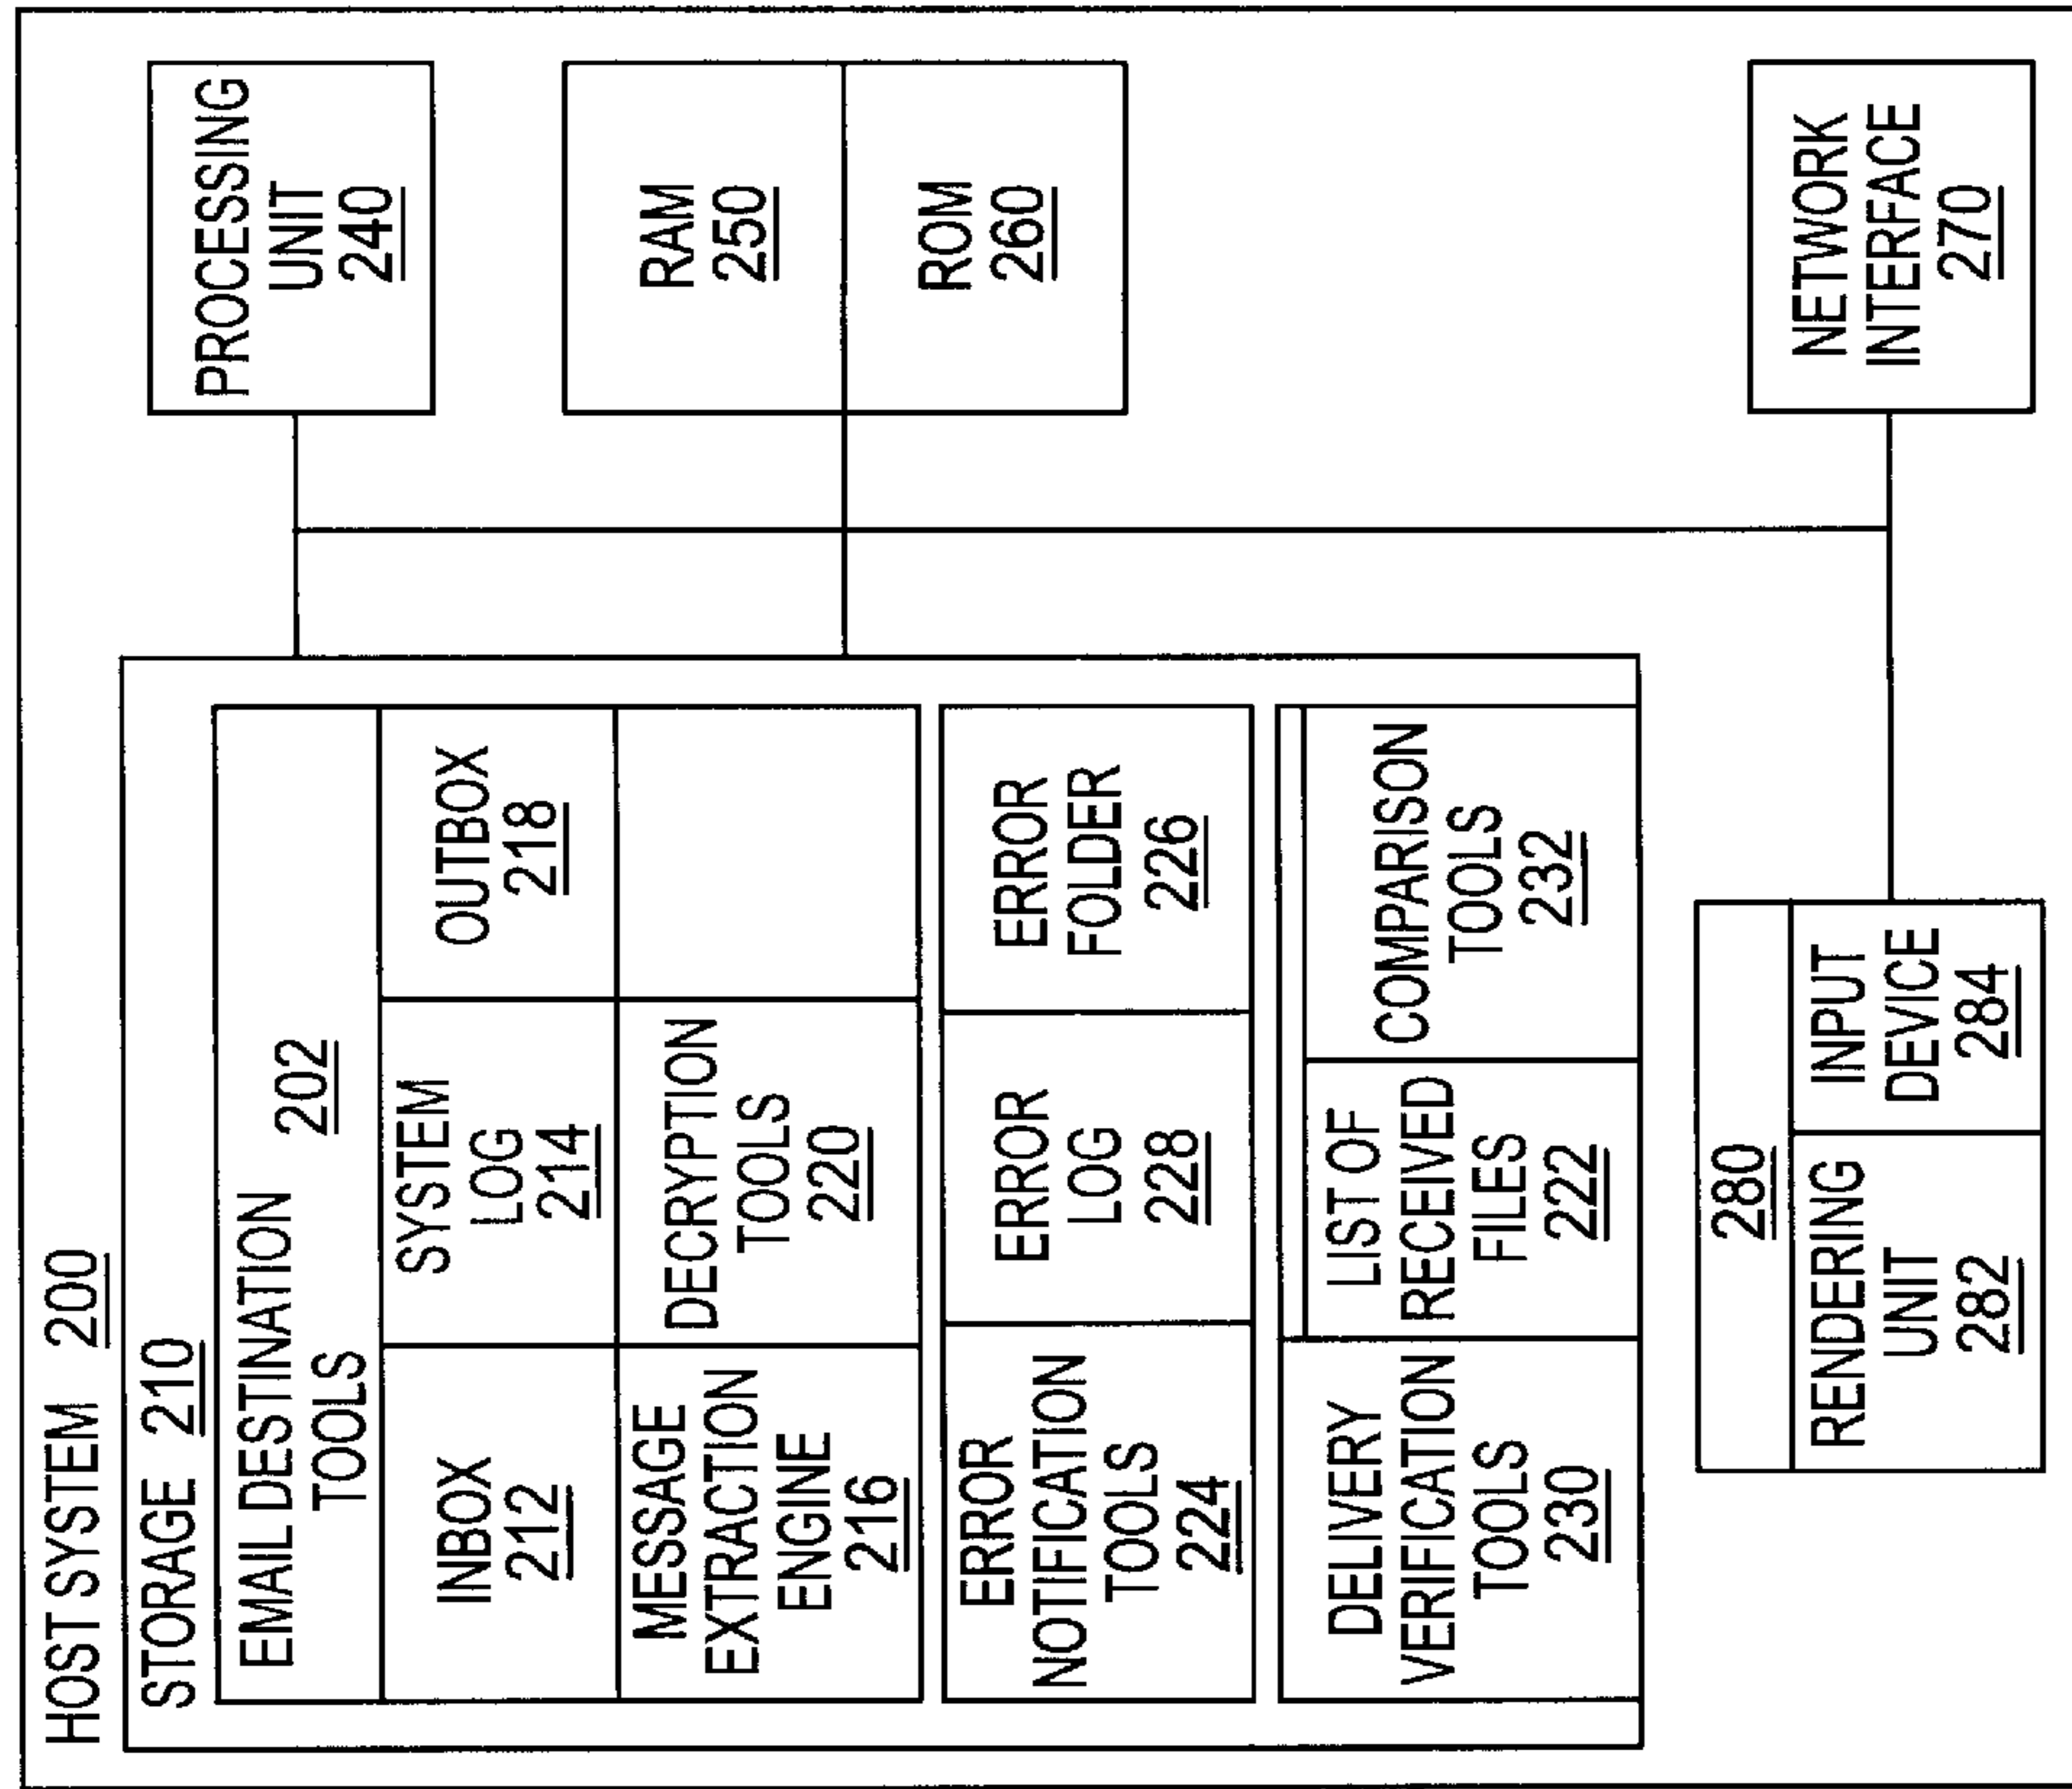 HOST SYSTEM 200
STORAGE 210
EMAIL DESTINATION
TOOLS
202
INBOX
212
SYSTEM
LOG
214
OUTBOX
218
MESSAGE
EXTRACTION
ENGINE
216
DECRYPTION
TOOLS
220
ERROR
NOTIFICATION
TOOLS
224
ERROR
LOG
228
ERROR
FOLDER
226
DELIVERY
VERIFICATION
TOOLS
230
LIST OF
RECEIVED
FILES
222
COMPARISON
TOOLS
232
280
RENDERING
UNIT
282
INPUT
DEVICE
284
PROCESSING
UNIT
240
RAM
250
ROM
260
NETWORK
INTERFACE
270